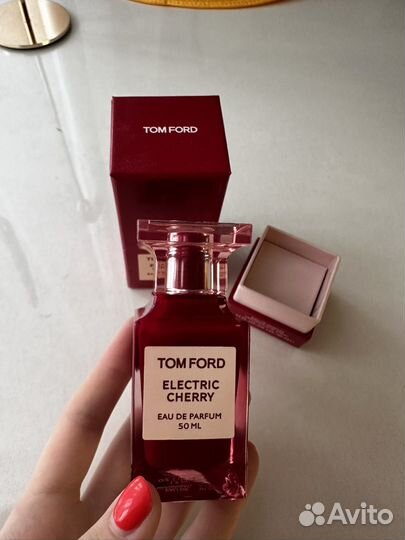 TOM FORD
TOM FORD
ELECTRIC
CHERRY
EAU DE PARFUM
50 ML
Avito